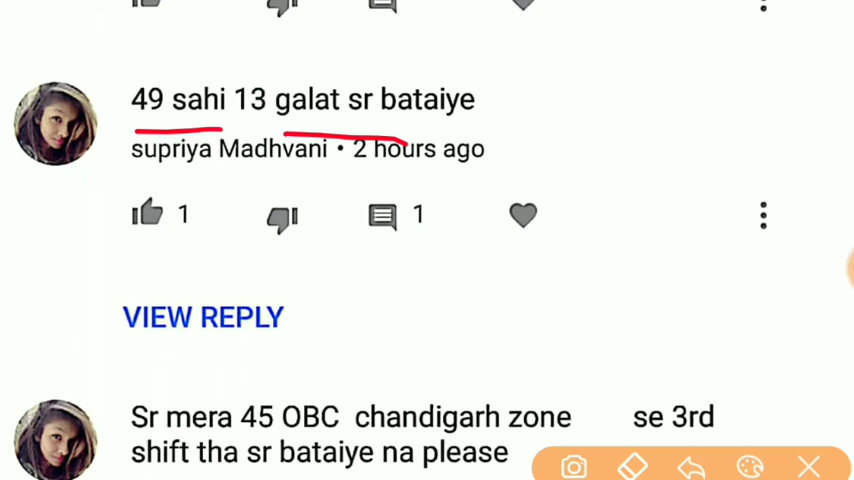 49 sahi 13 galat sr bataiye
supriya Madhvani • 2 hours ago
1 1
VIEW REPLY
Sr mera 45 OBC chandigarh zone se 3rd
shift tha sr bataiye na please